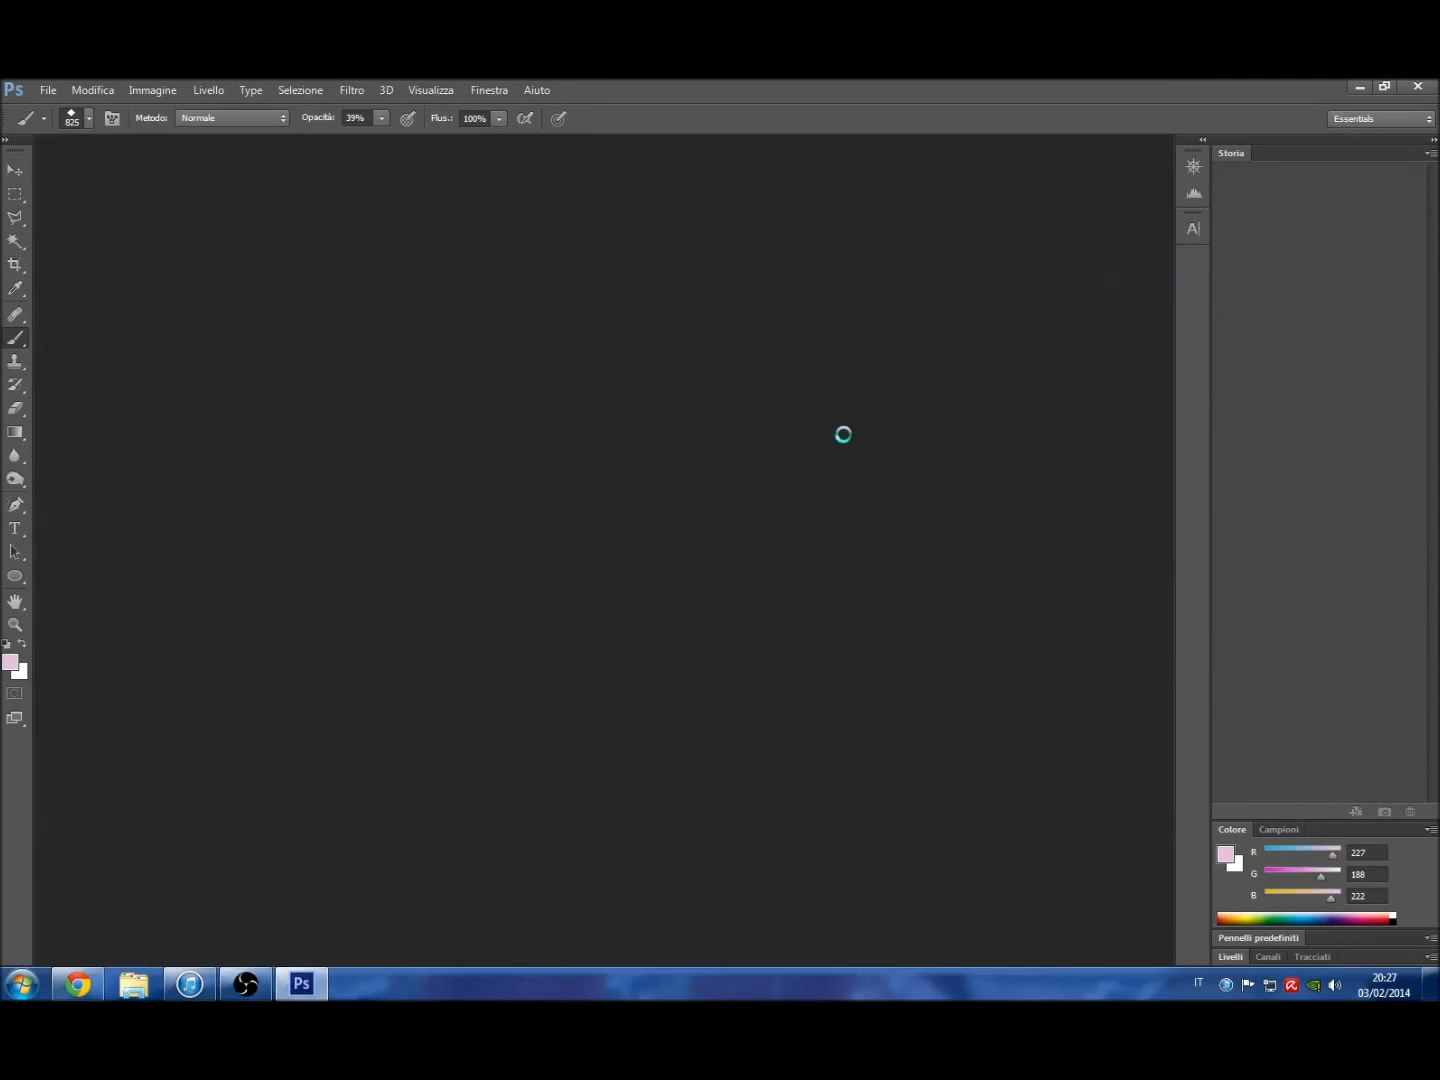 Ps File Modifica Immagine Livello Type Selezione Filtro 3D Visualizza Finestra Aiuto
825 Metodo: Normale Opacità: 39% Flus.: 100% Essentials
Storia
A
T
Colore Campioni
R 227
G 188
B 222
Pennelli predefiniti
Livelli Canali Tracciati
Ps IT 20:27
03/02/2014